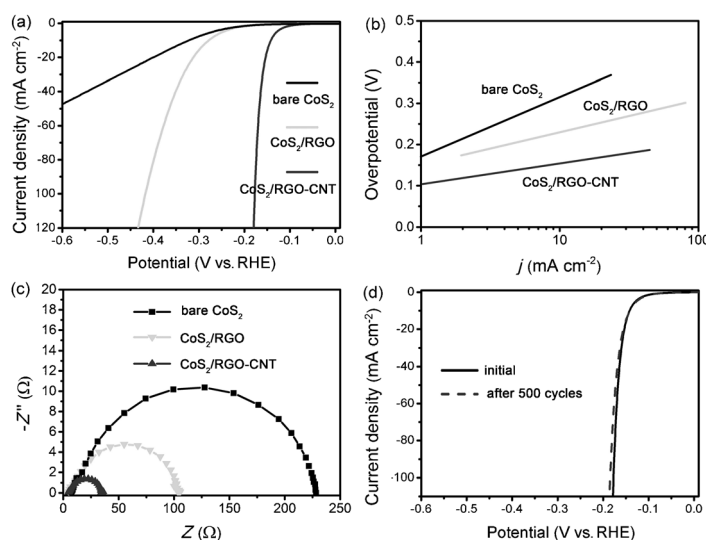 (a)
Current density (mA cm⁻²)
0
-20
-40
-60
-80
100
120
bare CoS₂
CoS₂/RGO
CoS₂/RGO-CNT
-0.6 -0.5 -0.4 -0.3 -0.2 -0.1 0.0
Potential (V vs. RHE)
(b)
Overpotential (V)
0.5
0.4
0.3
0.2
0.1
0.0
bare CoS₂
CoS₂/RGO
CoS₂/RGO-CNT
1 10 100
j (mA cm⁻²)
(c)
-Z" (Ω)
20
18
16
14
12
10
8
6
4
2
0
bare CoS₂
CoS₂/RGO
CoS₂/RGO-CNT
0 50 100 150 200 250
Z (Ω)
(d)
Current density (mA cm⁻²)
0
-20
-40
-60
-80
-100
initial
after 500 cycles
-0.6 -0.5 -0.4 -0.3 -0.2 -0.1 0.0
Potential (V vs. RHE)